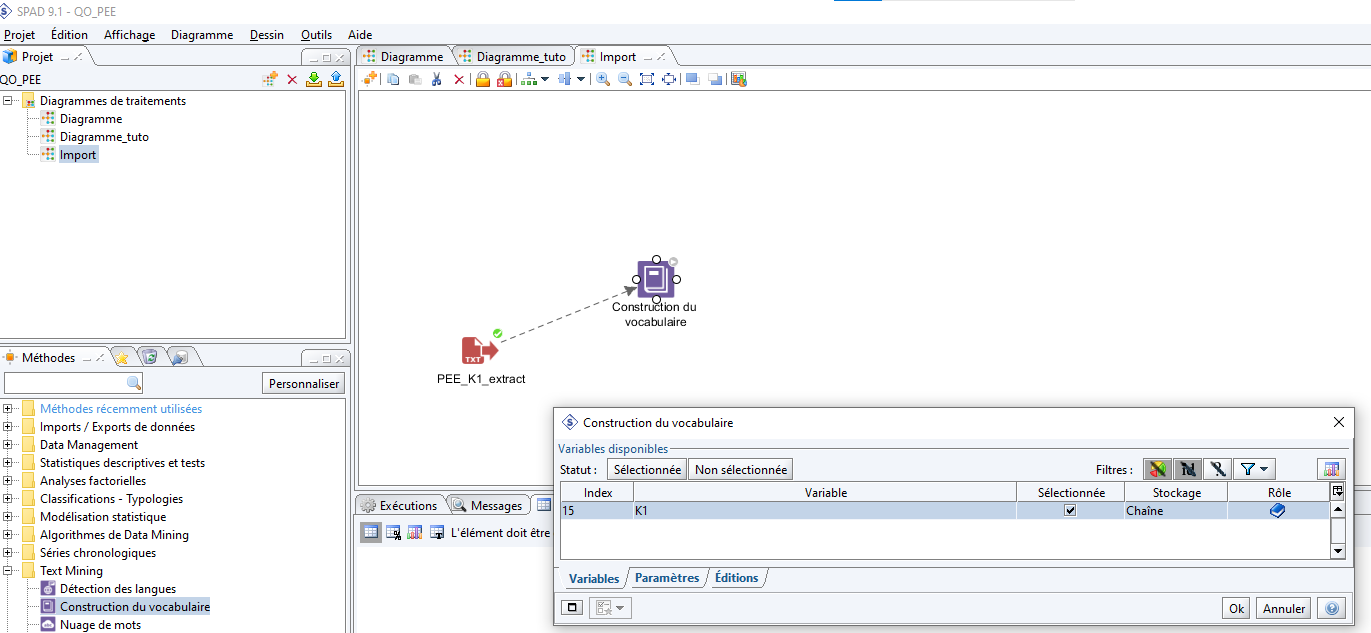 SPAD 9.1 - QO_PEE
Projet Édition Affichage Diagramme Dessin Outils Aide
Projet
QO_PEE
Diagrammes de traitements
Diagramme
Diagramme_tuto
Import
Diagramme Diagramme_tuto Import
Construction du
vocabulaire
TXT
PEE_K1_extract
Méthodes
Personnaliser
Méthodes récemment utilisées
Imports / Exports de données
Data Management
Statistiques descriptives et tests
Analyses factorielles
Classifications - Typologies
Modélisation statistique
Algorithmes de Data Mining
Séries chronologiques
Text Mining
Détection des langues
Construction du vocabulaire
Nuage de mots
Exécutions Messages
L'élément doit être
Construction du vocabulaire
Variables disponibles
Statut : Sélectionnée Non sélectionnée Filtres :
Index Variable Sélectionnée Stockage Rôle
15 K1 Chaîne
Variables Paramètres Éditions
Ok Annuler